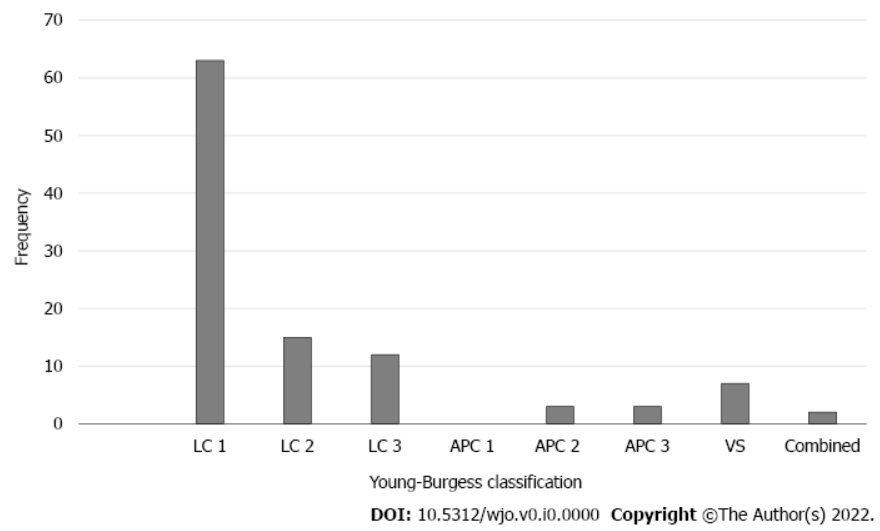 70
60
50
40
30
20
10
0
Frequency
LC 1 LC 2 LC 3 APC 1 APC 2 APC 3 VS Combined
Young-Burgess classification
DOI: 10.5312/wjo.v0.i0.0000 Copyright ©The Author(s) 2022.